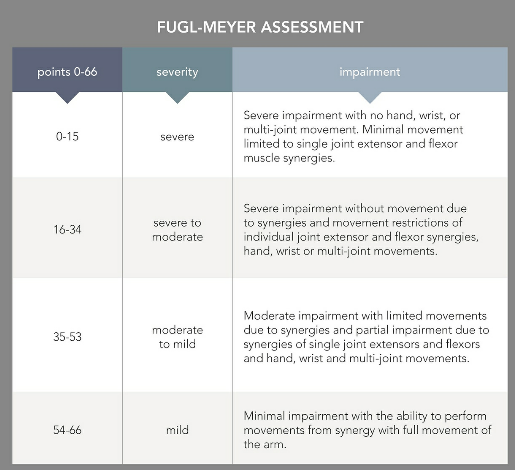 FUGL-MEYER ASSESSMENT
points 0-66
severity
impairment
0-15
severe
Severe impairment with no hand, wrist, or
multi-joint movement. Minimal movement
limited to single joint extensor and flexor
muscle synergies.
16-34
severe to
moderate
Severe impairment without movement due
to synergies and movement restrictions of
individual joint extensor and flexor synergies,
hand, wrist or multi-joint movements.
35-53
moderate
to mild
Moderate impairment with limited movements
due to synergies and partial impairment due to
synergies of single joint extensors and flexors
and hand, wrist and multi-joint movements.
54-66
mild
Minimal impairment with the ability to perform
movements from synergy with full movement of
the arm.